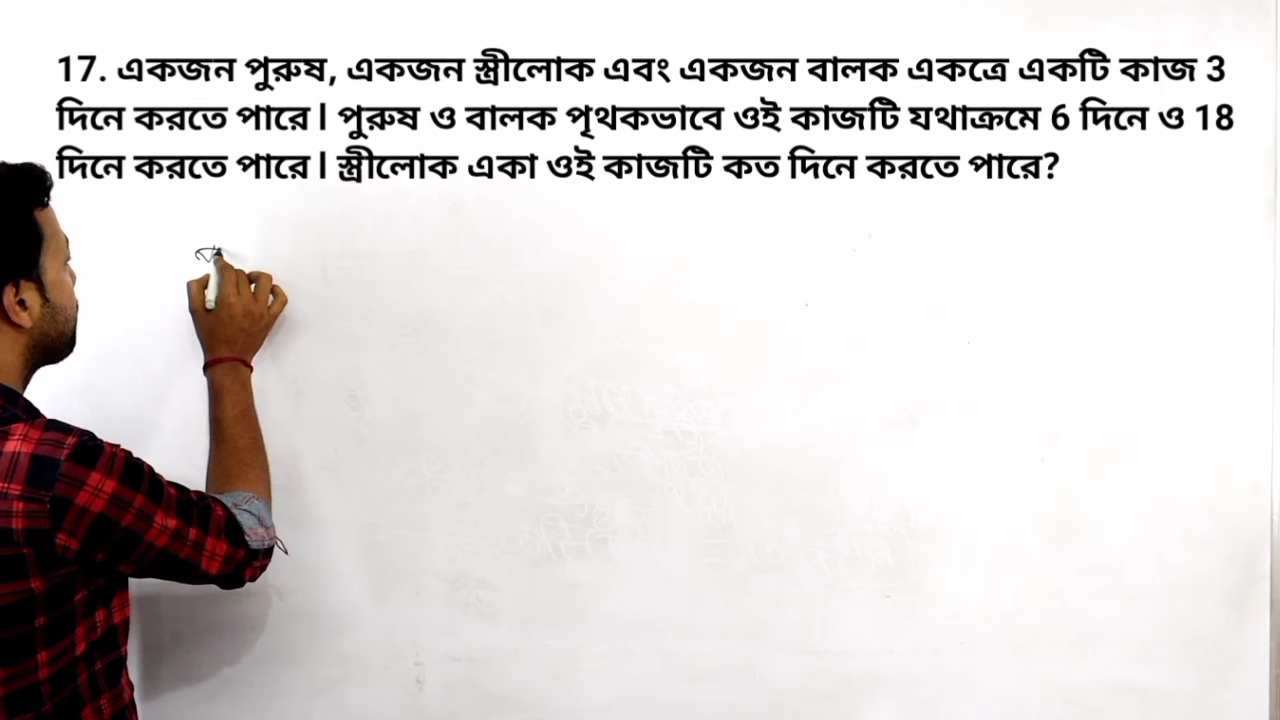 17. একজন পুরুষ, একজন স্ত্রীলোক এবং একজন বালক একত্রে একটি কাজ 3
দিনে করতে পারে। পুরুষ ও বালক পৃথকভাবে ওই কাজটি যথাক্রমে 6 দিনে ও 18
দিনে করতে পারে। স্ত্রীলোক একা ওই কাজটি কত দিনে করতে পারে?